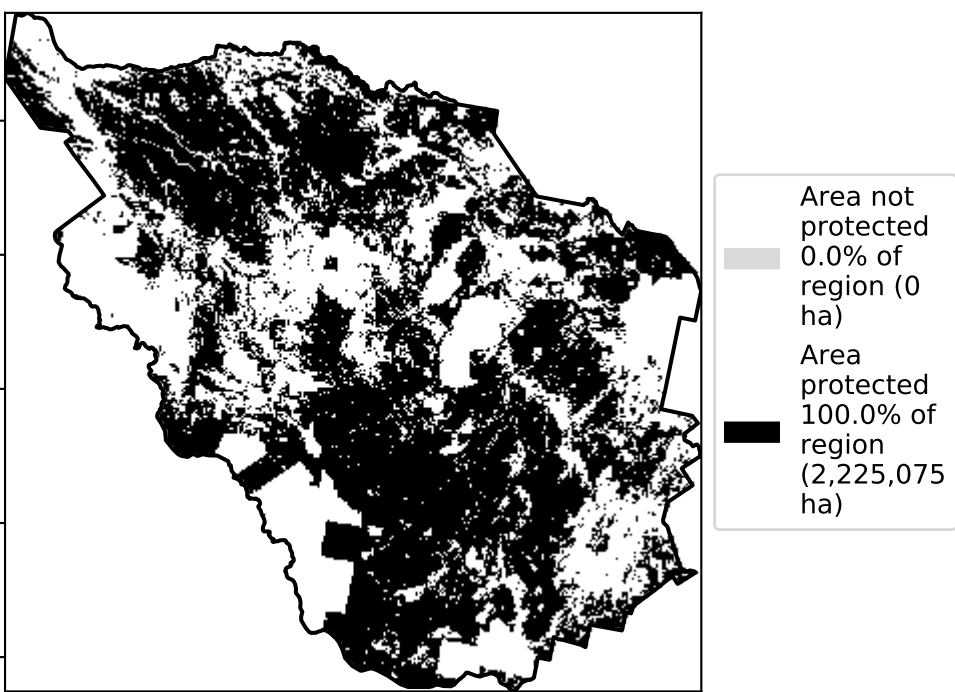 Area not
protected
0.0% of
region (0
ha)
Area
protected
100.0% of
region
(2,225,075
ha)